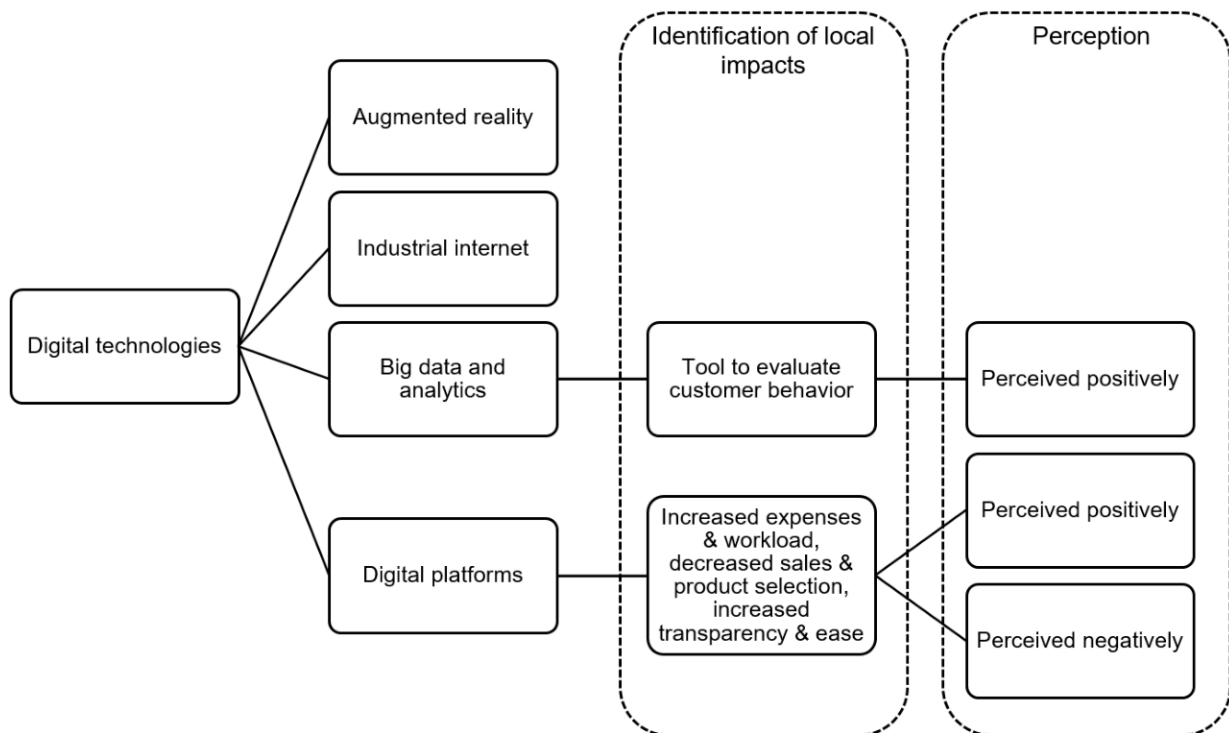 Identification of local
impacts
Perception
Augmented reality
Industrial internet
Digital technologies
Big data and
analytics
Tool to evaluate
customer behavior
Perceived positively
Digital platforms
Increased expenses
& workload,
decreased sales &
product selection,
increased
transparency & ease
Perceived positively
Perceived negatively